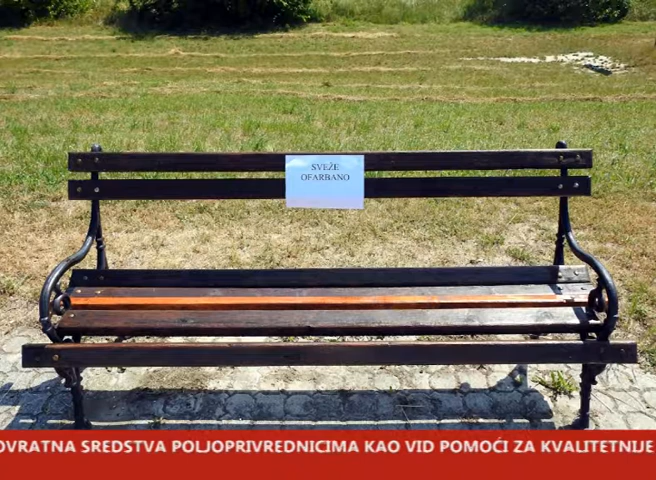 SVEŽE
OFARBANO
OVRATNA SREDSTVA POLJOPRIVREDNICIMA KAO VID POMOĆI ZA KVALITETNIJE